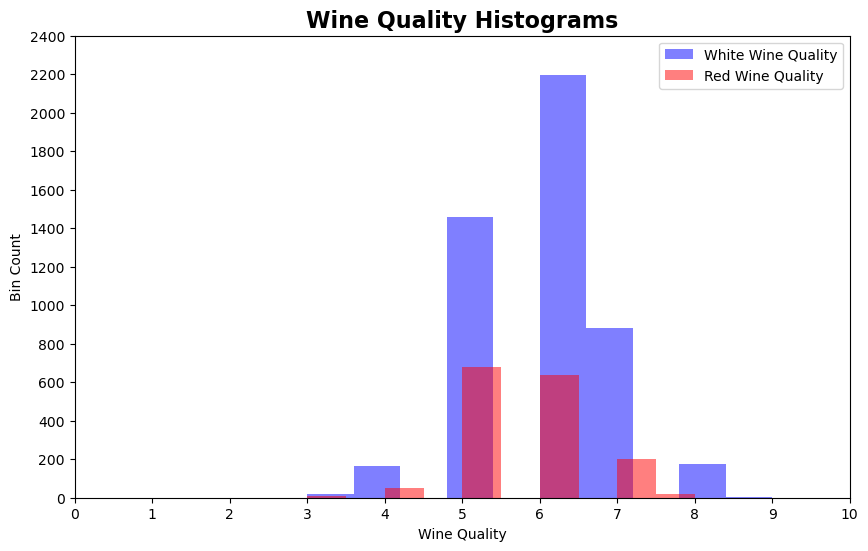 Wine Quality Histograms
2400
2200
2000
1800
1600
1400
1200
1000
800
600
400
200
0
Bin Count
White Wine Quality
Red Wine Quality
0 1 2 3 4 5 6 7 8 9 10
Wine Quality